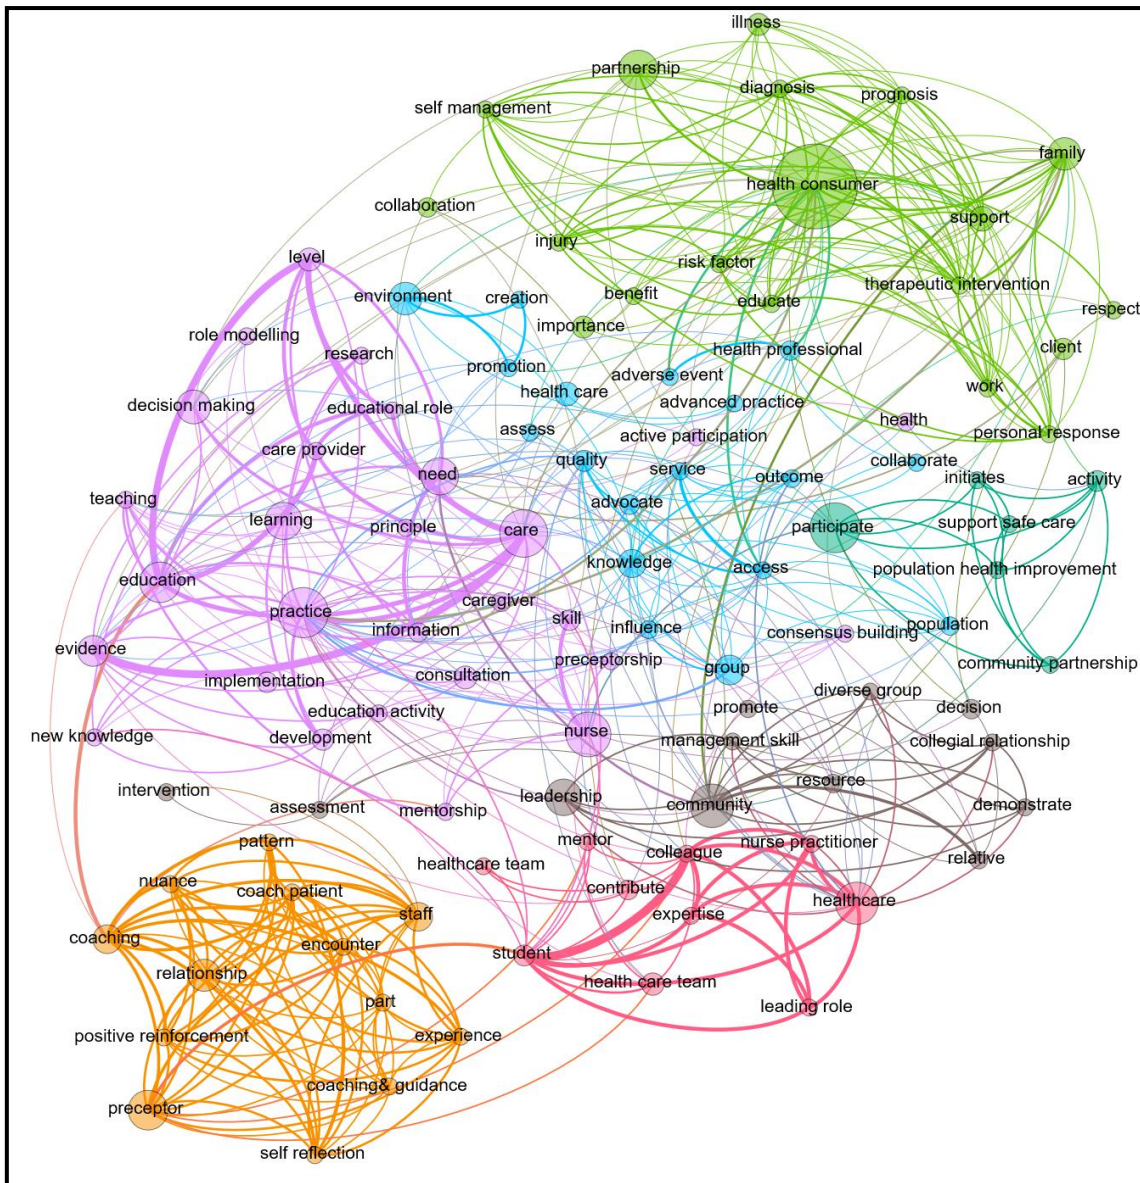 illness
partnership
diagnosis
prognosis
self management
family
health consumer
collaboration
support
injury
level
risk factor
therapeutic intervention
environment
creation
benefit
educate
respect
importance
role modelling
health professional
client
research
promotion
adverse event
work
health care
decision making
educational role
advanced practice
health
assess
active participation
personal response
care provider
quality
service
collaborate
need
outcome
initiates
activity
teaching
advocate
learning
principle
care
participate
support safe care
knowledge
access
population health improvement
education
practice
caregiver
skill
information
influence
consensus building
population
evidence
preceptorship
group
community partnership
implementation
consultation
diverse group
education activity
promote
decision
new knowledge
development
nurse
management skill
collegial relationship
intervention
leadership
resource
assessment
mentorship
community
demonstrate
pattern
mentor
colleague
nurse practitioner
healthcare team
relative
nuance
coach patient
contribute
healthcare
staff
expertise
coaching
encounter
student
relationship
health care team
part
leading role
positive reinforcement
experience
coaching& guidance
preceptor
self reflection